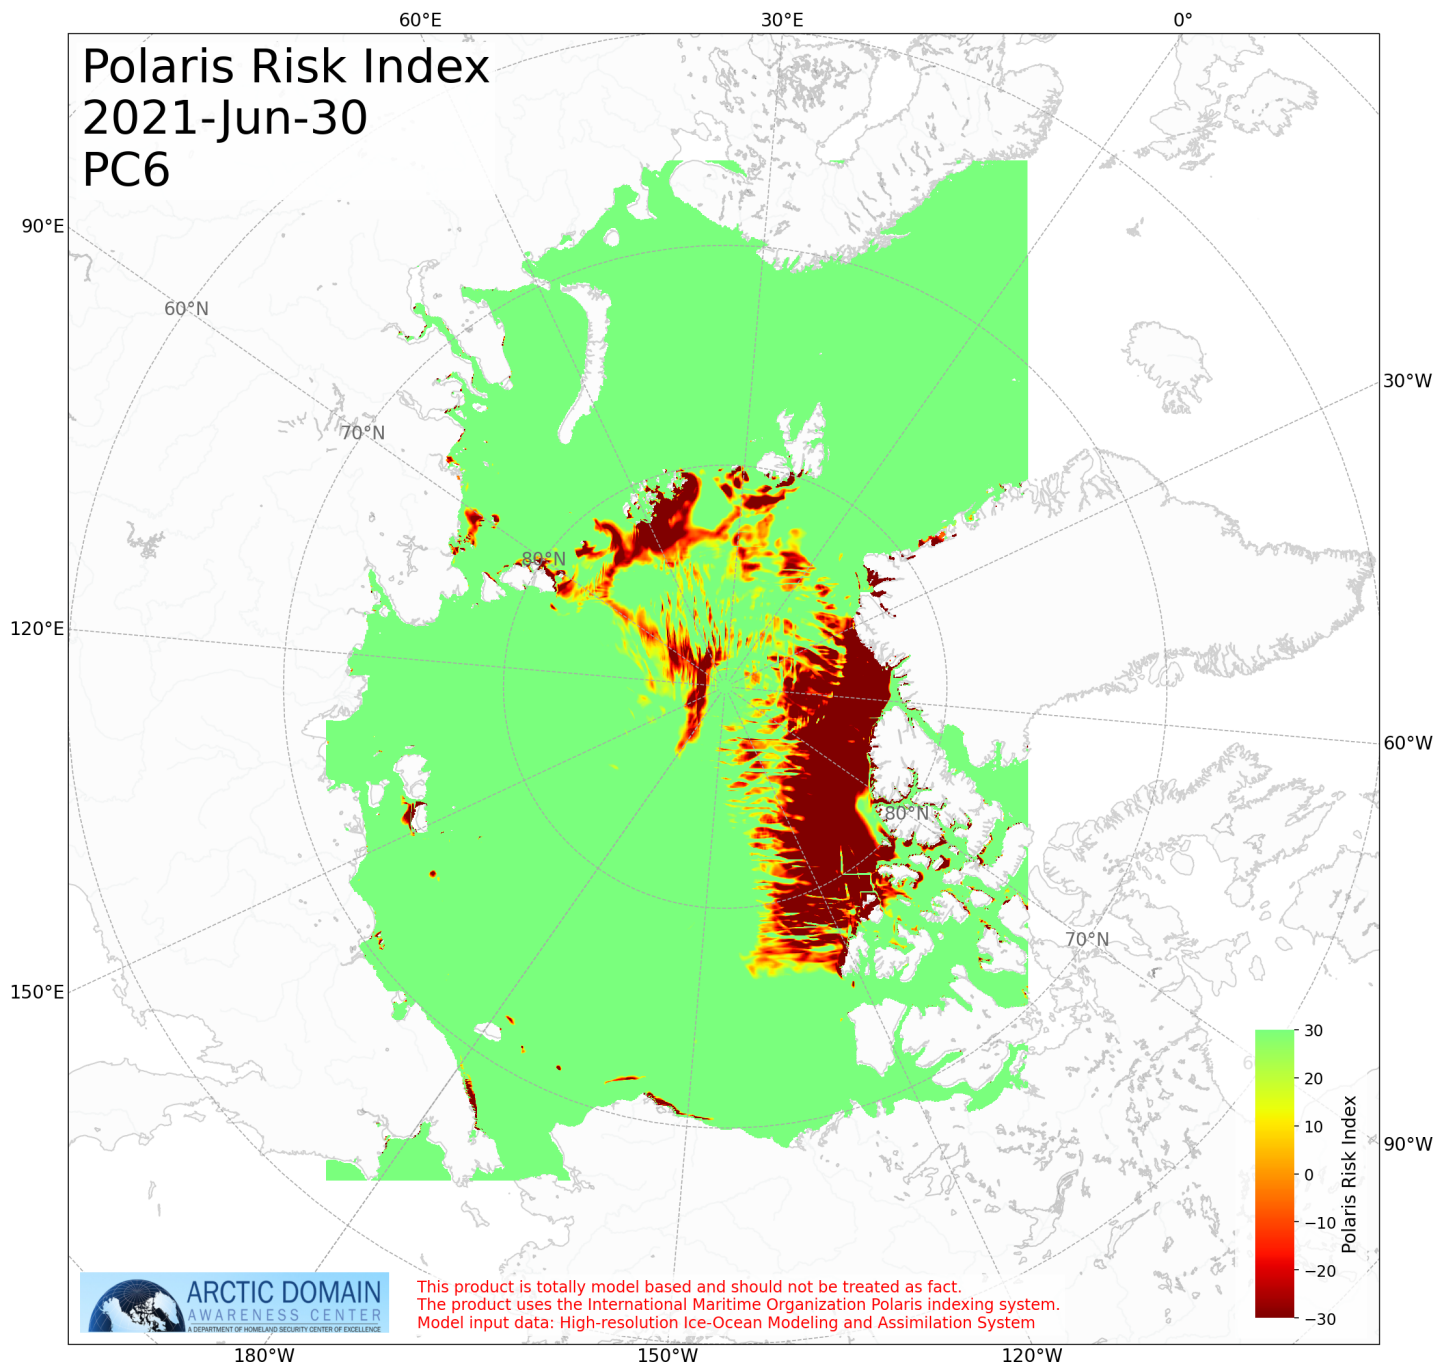 60°E
30°E
0°
Polaris Risk Index
2021-Jun-30
PC6
90°E
60°N
30°W
70°N
80°N
120°E
60°W
80°N
70°N
150°E
30
20
10
0
−10
−20
−30
Polaris Risk Index
90°W
ARCTIC DOMAIN
AWARENESS CENTER
A DEPARTMENT OF HOMELAND SECURITY CENTER OF EXCELLENCE
This product is totally model based and should not be treated as fact.
The product uses the International Maritime Organization Polaris indexing system.
Model input data: High-resolution Ice-Ocean Modeling and Assimilation System
180°W
150°W
120°W